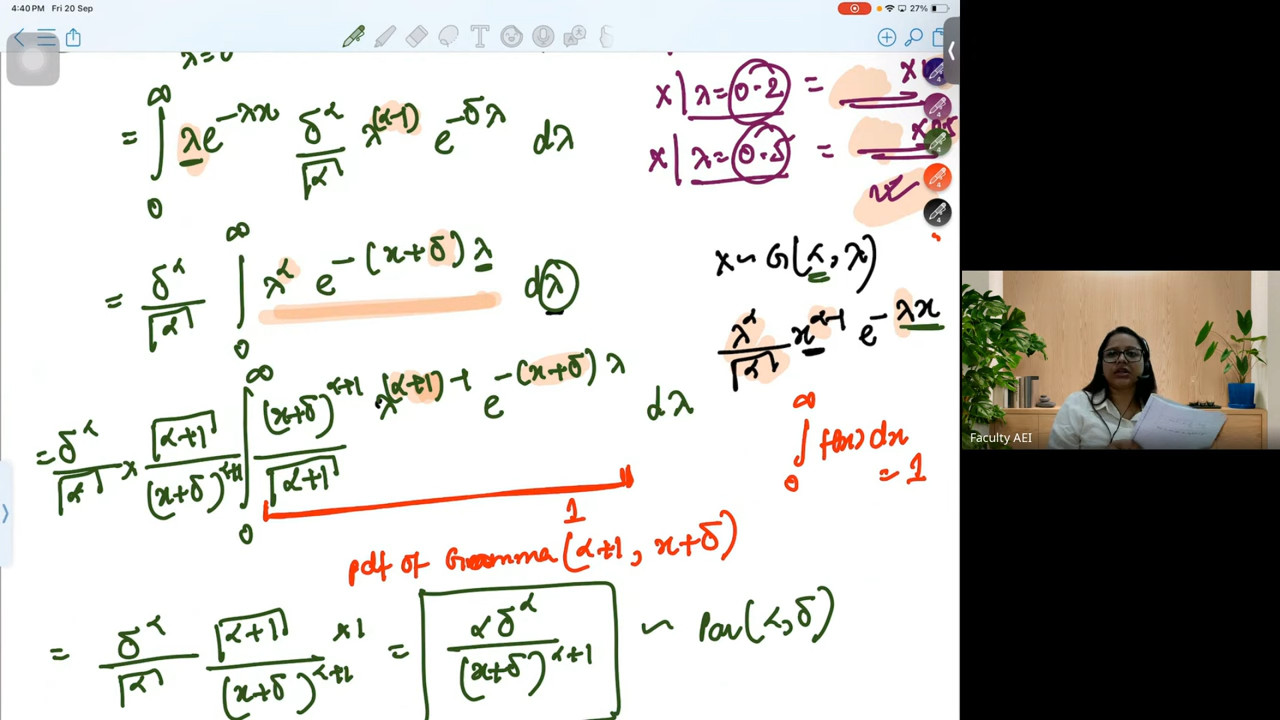 4:40 PM Fri 20 Sep
27%
λ=0
= ∫₀^∞ λe^(-λx) δ^α/Γα λ^(α-1) e^(-δλ) dλ
= δ^α/Γα ∫₀^∞ λ^α e^(-(x+δ)λ) dλ
= δ^α/Γα × Γ(α+1)/(x+δ)^(α+1) ∫₀^∞ (x+δ)^(α+1)/Γ(α+1) λ^((α+1)-1) e^(-(x+δ)λ) dλ
1
pdf of Gamma(α+1, x+δ)
= δ^α/Γα Γ(α+1)/(x+δ)^(α+1) ×1 = αδ^α/(x+δ)^(α+1) ~ Par(α,δ)
x|λ=0.2 =
x|λ=0.5 =
x~G(α,λ)
λ^α/Γα x^(α-1) e^(-λx)
∫₀^∞ f(x)dx
= 1
Faculty AEI